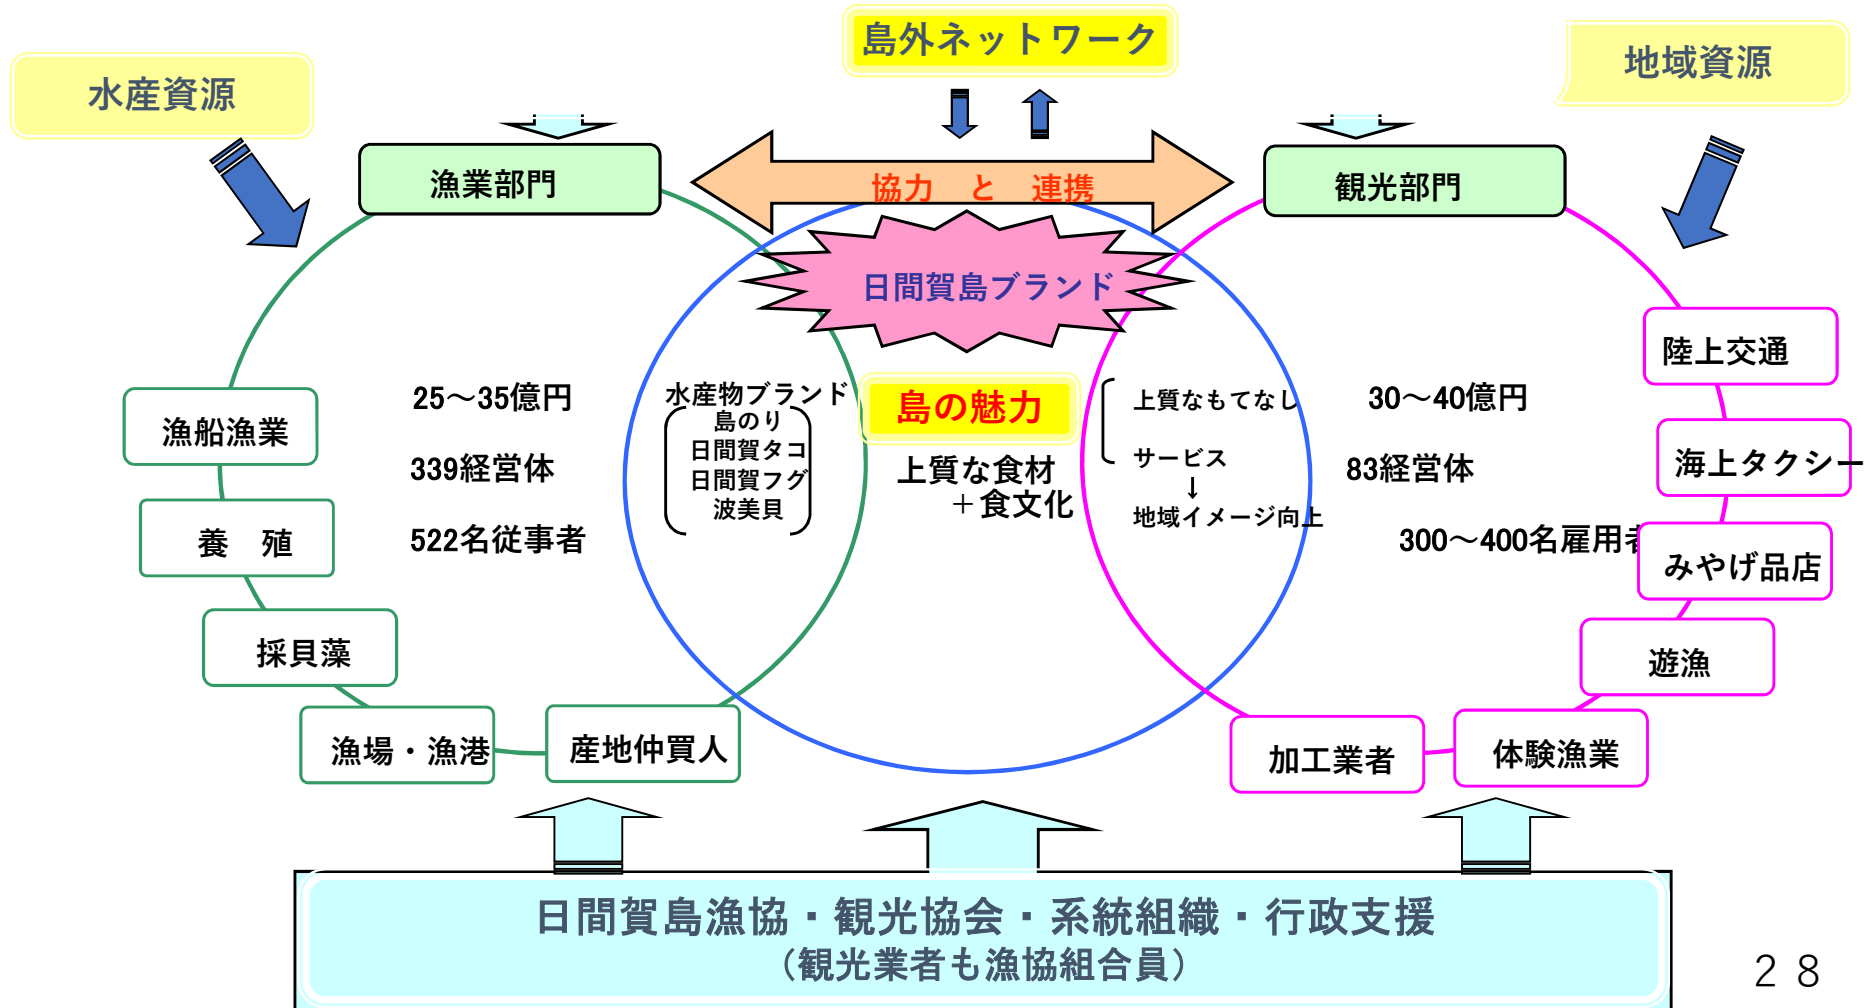 島外ネットワーク
水産資源
地域資源
漁業部門
協力　と　連携
観光部門
日間賀島ブランド
漁船漁業
養　殖
採貝藻
漁場・漁港
産地仲買人
25～35億円
339経営体
522名従事者
水産物ブランド
島のり
日間賀タコ
日間賀フグ
波美貝
島の魅力
上質な食材
＋食文化
上質なもてなし
サービス
↓
地域イメージ向上
30～40億円
83経営体
300～400名雇用者
陸上交通
海上タクシー
みやげ品店
遊漁
体験漁業
加工業者
日間賀島漁協・観光協会・系統組織・行政支援
（観光業者も漁協組合員）
２８